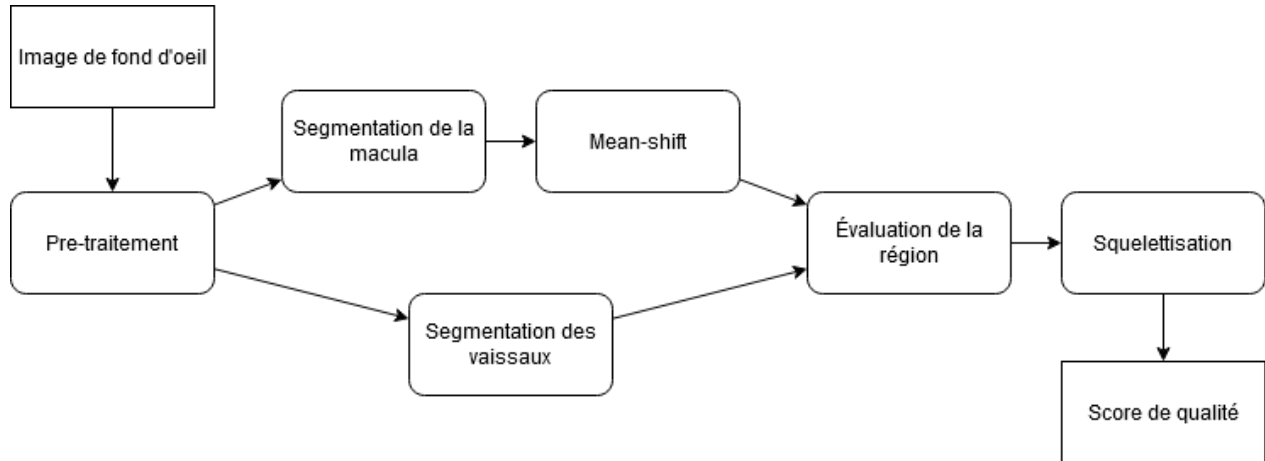 Image de fond d'oeil
Segmentation de la
macula
Mean-shift
Pre-traitement
Évaluation de la
région
Squelettisation
Segmentation des
vaissaux
Score de qualité